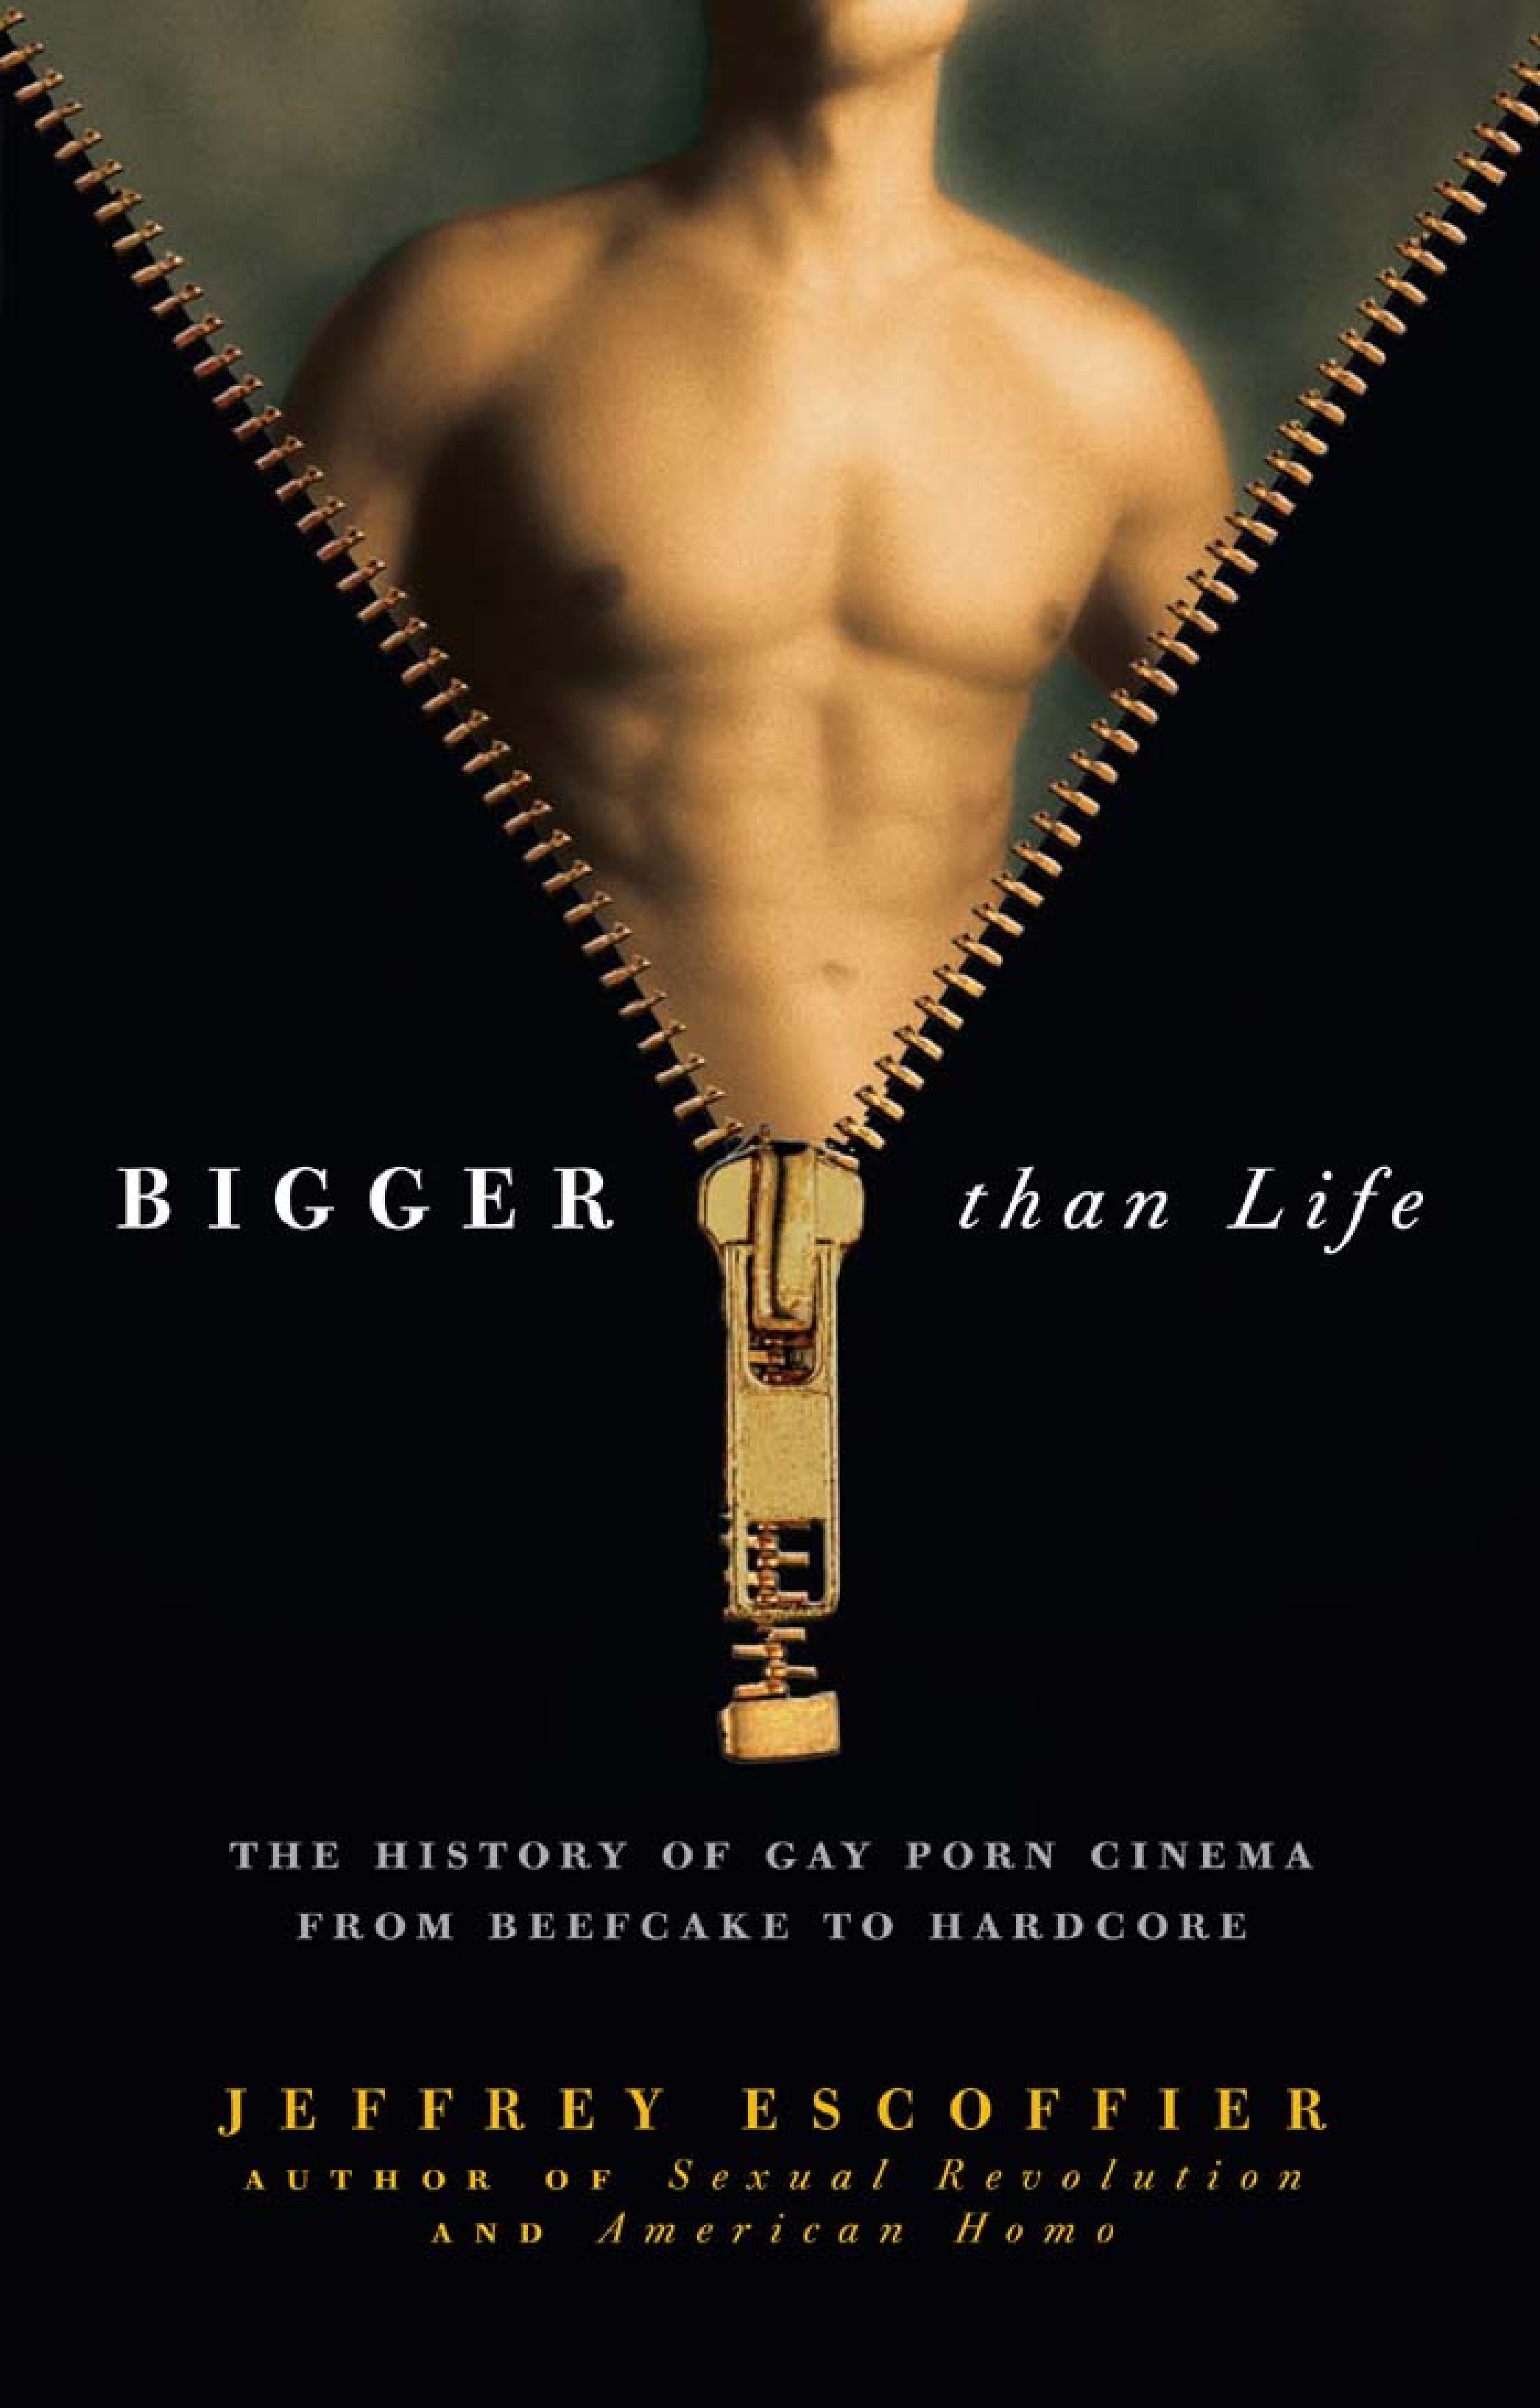 BIGGER than Life
THE HISTORY OF GAY PORN CINEMA
FROM BEEFCAKE TO HARDCORE
JEFFREY ESCOFFIER
AUTHOR OF Sexual Revolution
AND American Homo